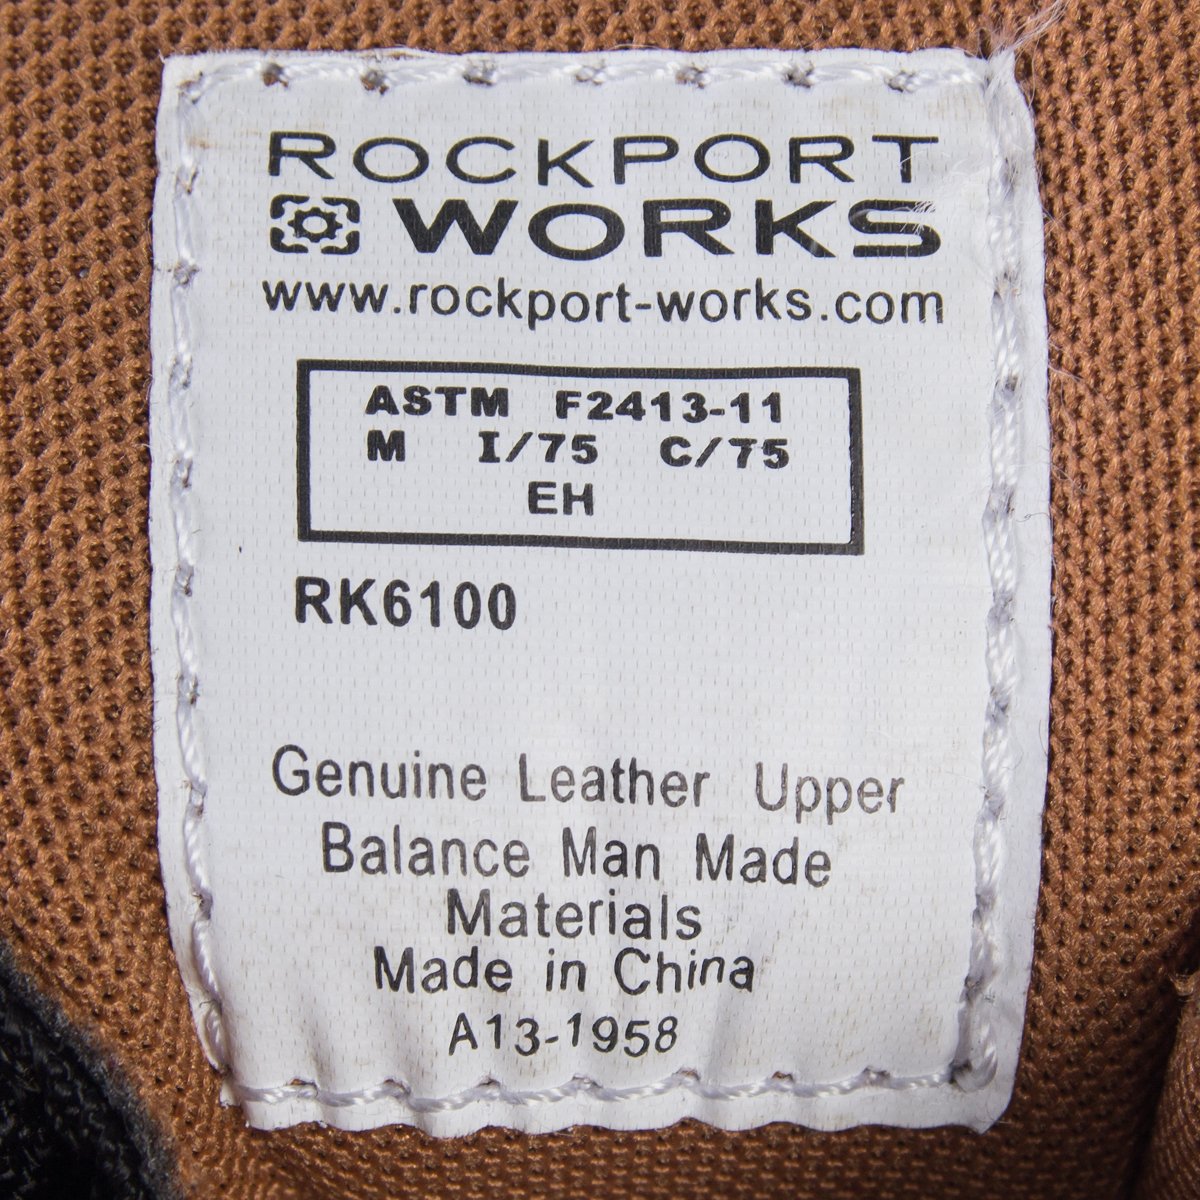 ROCKPORT
WORKS
www.rockport-works.com
ASTM F2413-11
M I/75 C/75
EH
RK6100
Genuine Leather Upper
Balance Man Made
Materials
Made in China
A13-1958